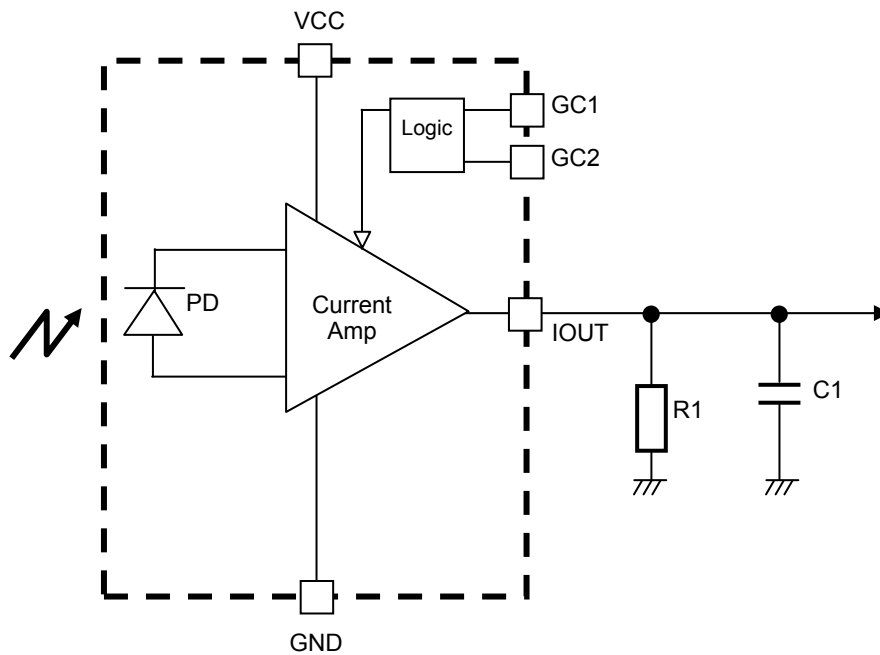 VCC
GC1
Logic
GC2
PD
Current
Amp
IOUT
R1
C1
GND